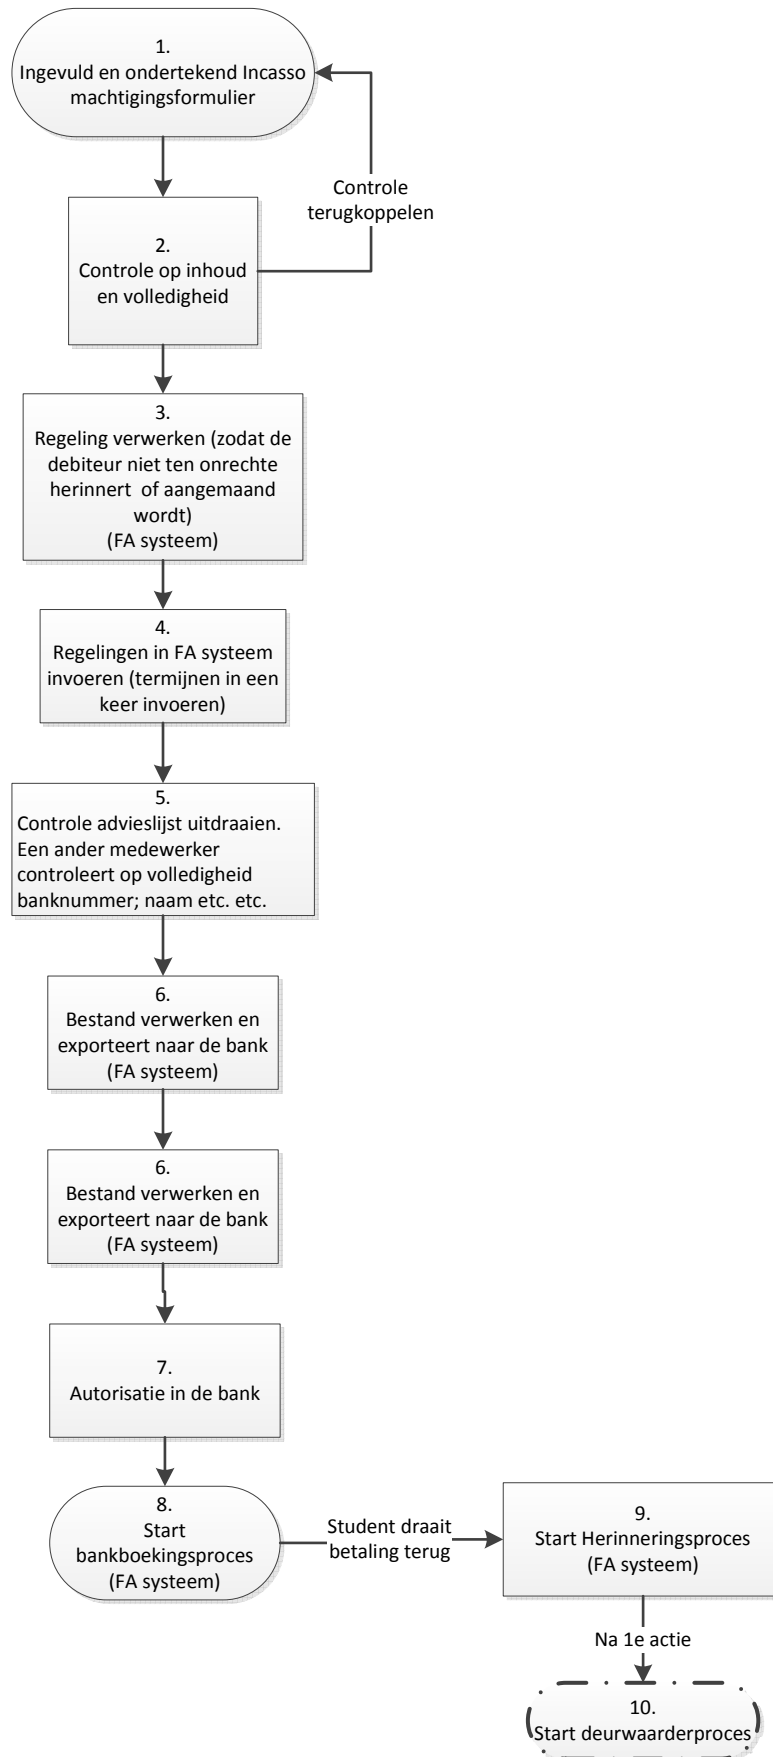 1.
Ingevuld en ondertekend Incasso
machtigingsformulier
Controle
terugkoppelen
2.
Controle op inhoud
en volledigheid
3.
Regeling verwerken (zodat de
debiteur niet ten onrechte
herinnert of aangemaand
wordt)
(FA systeem)
4.
Regelingen in FA systeem
invoeren (termijnen in een
keer invoeren)
5.
Controle advieslijst uitdraaien.
Een ander medewerker
controleert op volledigheid
banknummer; naam etc. etc.
6.
Bestand verwerken en
exporteert naar de bank
(FA systeem)
6.
Bestand verwerken en
exporteert naar de bank
(FA systeem)
7.
Autorisatie in de bank
8.
Start
bankboekingsproces
(FA systeem)
Student draait
betaling terug
9.
Start Herinneringsproces
(FA systeem)
Na 1e actie
10.
Start deurwaarderproces